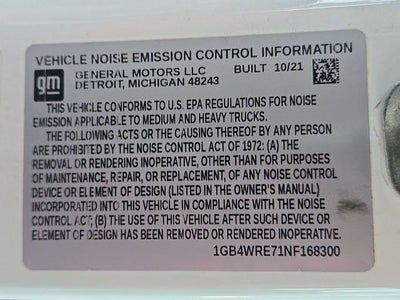 VEHICLE NOISE EMISSION CONTROL INFORMATION
gm GENERAL MOTORS LLC BUILT 10/21
DETROIT, MICHIGAN 48243
THIS VEHICLE CONFORMS TO U.S. EPA REGULATIONS FOR NOISE
EMISSION APPLICABLE TO MEDIUM AND HEAVY TRUCKS.
THE FOLLOWING ACTS OR THE CAUSING THEREOF BY ANY PERSON
ARE PROHIBITED BY THE NOISE CONTROL ACT OF 1972: (A) THE
REMOVAL OR RENDERING INOPERATIVE, OTHER THAN FOR PURPOSES
OF MAINTENANCE, REPAIR, OR REPLACEMENT, OF ANY NOISE CONTROL
DEVICE OR ELEMENT OF DESIGN (LISTED IN THE OWNER'S MANUAL)
INCORPORATED INTO THIS VEHICLE IN COMPLIANCE WITH THE NOISE
CONTROL ACT; (B) THE USE OF THIS VEHICLE AFTER SUCH DEVICE OR
ELEMENT OF DESIGN HAS BEEN REMOVED OR RENDERED INOPERATIVE.
1GB4WRE71NF168300